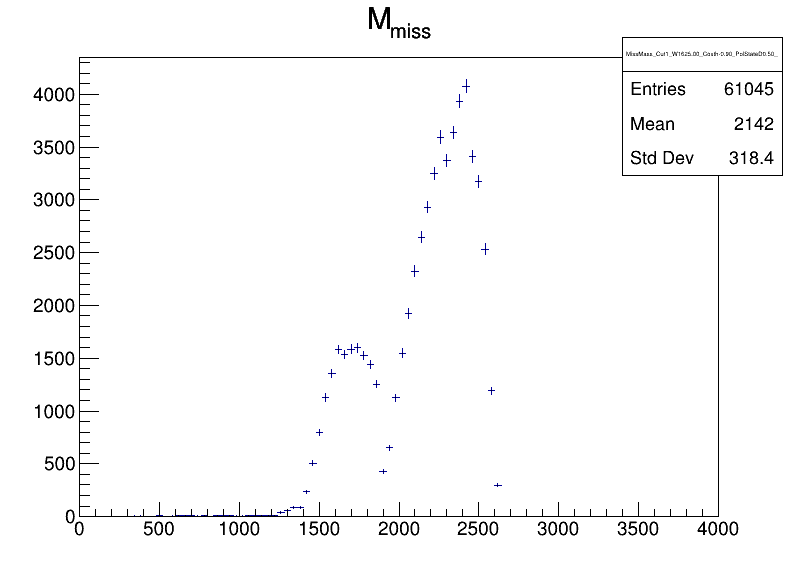 M_miss
MissMass_Cut1_W1625.00_Costh-0.90_PolStateD0.50_
Entries 61045
Mean 2142
Std Dev 318.4
4000
3500
3000
2500
2000
1500
1000
500
0
0 500 1000 1500 2000 2500 3000 3500 4000